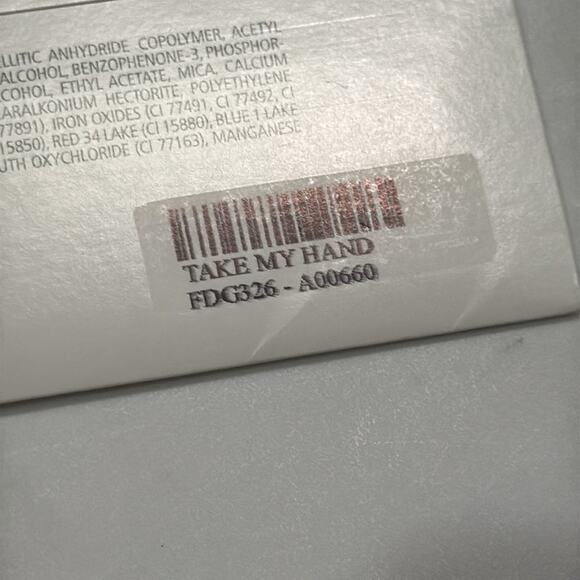 ELLITIC ANHYDRIDE COPOLYMER, ACETYL
ALCOHOL, BENZOPHENONE-3, PHOSPHOR-
COHOL, ETHYL ACETATE, MICA, CALCIUM
ARALKONIUM HECTORITE, POLYETHYLENE
77891), IRON OXIDES (CI 77491, CI 77492, CI
15850), RED 34 LAKE (CI 15880), BLUE 1 LAKE
UTH OXYCHLORIDE (CI 77163), MANGANESE
TAKE MY HAND
FDG326 - A00660